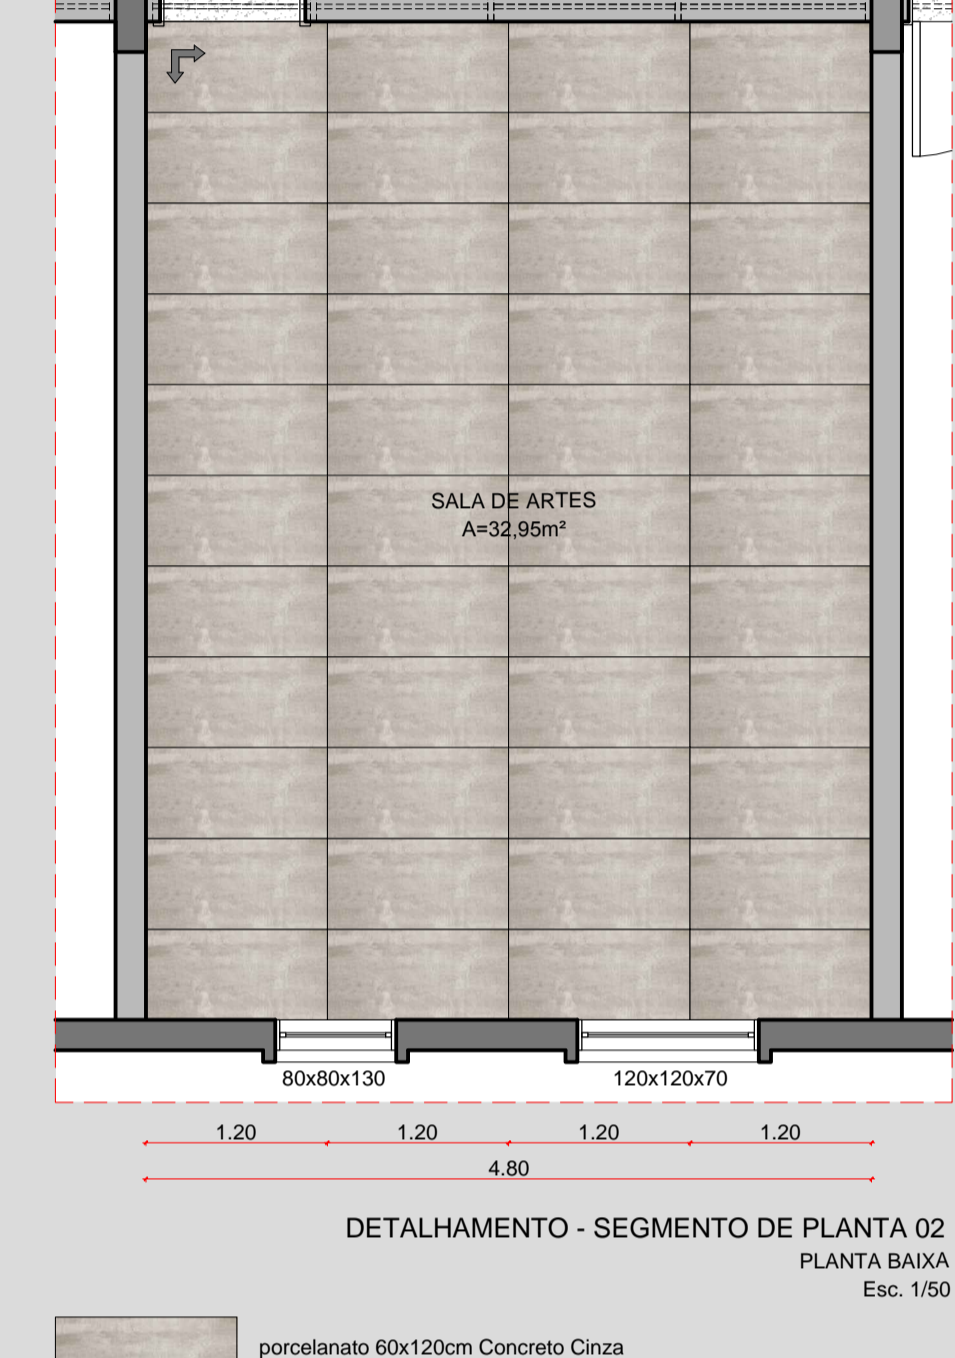 SALA DE ARTES
A=32,95m²
80x80x130
120x120x70
1.20
1.20
1.20
1.20
4.80
DETALHAMENTO - SEGMENTO DE PLANTA 02
PLANTA BAIXA
Esc. 1/50
porcelanato 60x120cm Concreto Cinza